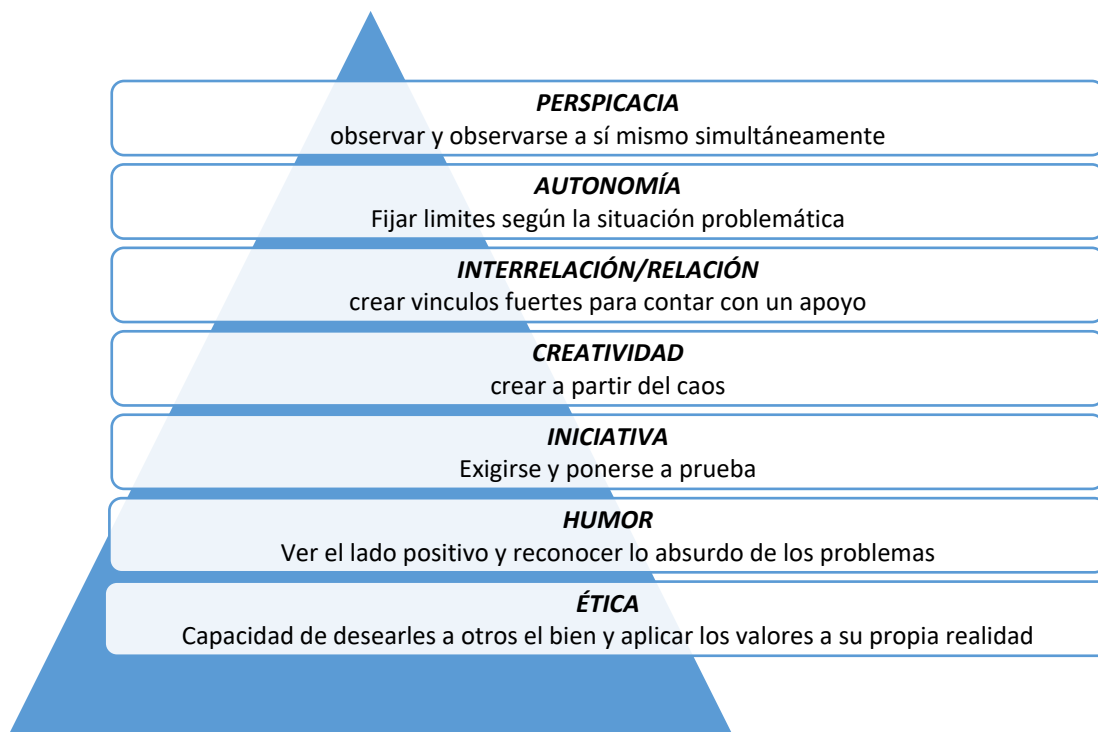 PERSPICACIA
observar y observarse a sí mismo simultáneamente
AUTONOMÍA
Fijar limites según la situación problemática
INTERRELACIÓN/RELACIÓN
crear vinculos fuertes para contar con un apoyo
CREATIVIDAD
crear a partir del caos
INICIATIVA
Exigirse y ponerse a prueba
HUMOR
Ver el lado positivo y reconocer lo absurdo de los problemas
ÉTICA
Capacidad de desearles a otros el bien y aplicar los valores a su propia realidad